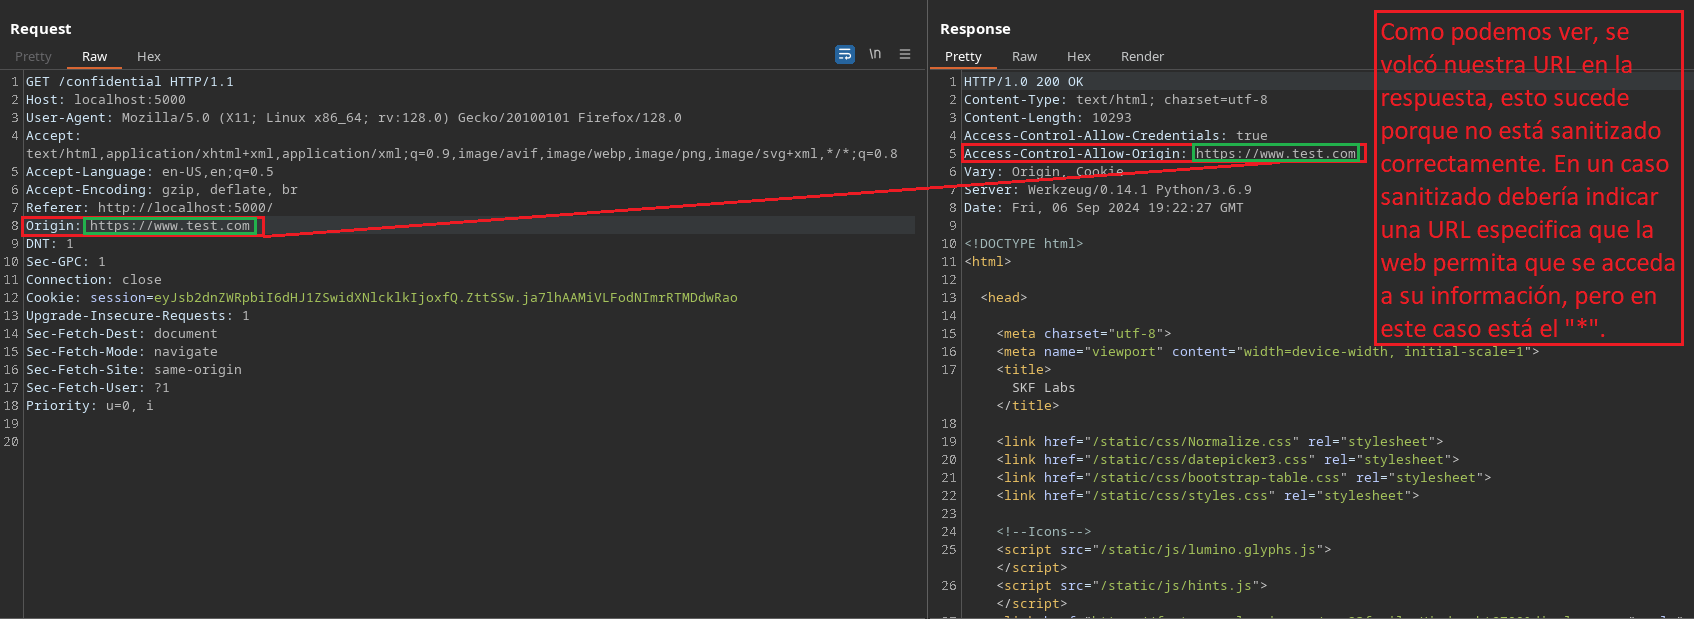 Request
Pretty Raw Hex
\n
1 GET /confidential HTTP/1.1
2 Host: localhost:5000
3 User-Agent: Mozilla/5.0 (X11; Linux x86_64; rv:128.0) Gecko/20100101 Firefox/128.0
4 Accept:
text/html,application/xhtml+xml,application/xml;q=0.9,image/avif,image/webp,image/png,image/svg+xml,*/*;q=0.8
5 Accept-Language: en-US,en;q=0.5
6 Accept-Encoding: gzip, deflate, br
7 Referer: http://localhost:5000/
8 Origin: https://www.test.com
9 DNT: 1
10 Sec-GPC: 1
11 Connection: close
12 Cookie: session=eyJsb2dnZWRpbiI6dHJ1ZSwidXNlcklkIjoxfQ.ZttSSw.ja7lhAAMiVLFodNImrRTMDdwRao
13 Upgrade-Insecure-Requests: 1
14 Sec-Fetch-Dest: document
15 Sec-Fetch-Mode: navigate
16 Sec-Fetch-Site: same-origin
17 Sec-Fetch-User: ?1
18 Priority: u=0, i
19
20
Response
Pretty Raw Hex Render
1 HTTP/1.0 200 OK
2 Content-Type: text/html; charset=utf-8
3 Content-Length: 10293
4 Access-Control-Allow-Credentials: true
5 Access-Control-Allow-Origin: https://www.test.com
6 Vary: Origin, Cookie
7 Server: Werkzeug/0.14.1 Python/3.6.9
8 Date: Fri, 06 Sep 2024 19:22:27 GMT
9
10 <!DOCTYPE html>
11 <html>
12
13 <head>
14
15 <meta charset="utf-8">
16 <meta name="viewport" content="width=device-width, initial-scale=1">
17 <title>
SKF Labs
</title>
18
19 <link href="/static/css/Normalize.css" rel="stylesheet">
20 <link href="/static/css/datepicker3.css" rel="stylesheet">
21 <link href="/static/css/bootstrap-table.css" rel="stylesheet">
22 <link href="/static/css/styles.css" rel="stylesheet">
23
24 <!--Icons-->
25 <script src="/static/js/lumino.glyphs.js">
</script>
26 <script src="/static/js/hints.js">
</script>
Como podemos ver, se
volcó nuestra URL en la
respuesta, esto sucede
porque no está sanitizado
correctamente. En un caso
sanitizado debería indicar
una URL especifica que la
web permita que se acceda
a su información, pero en
este caso está el "*".